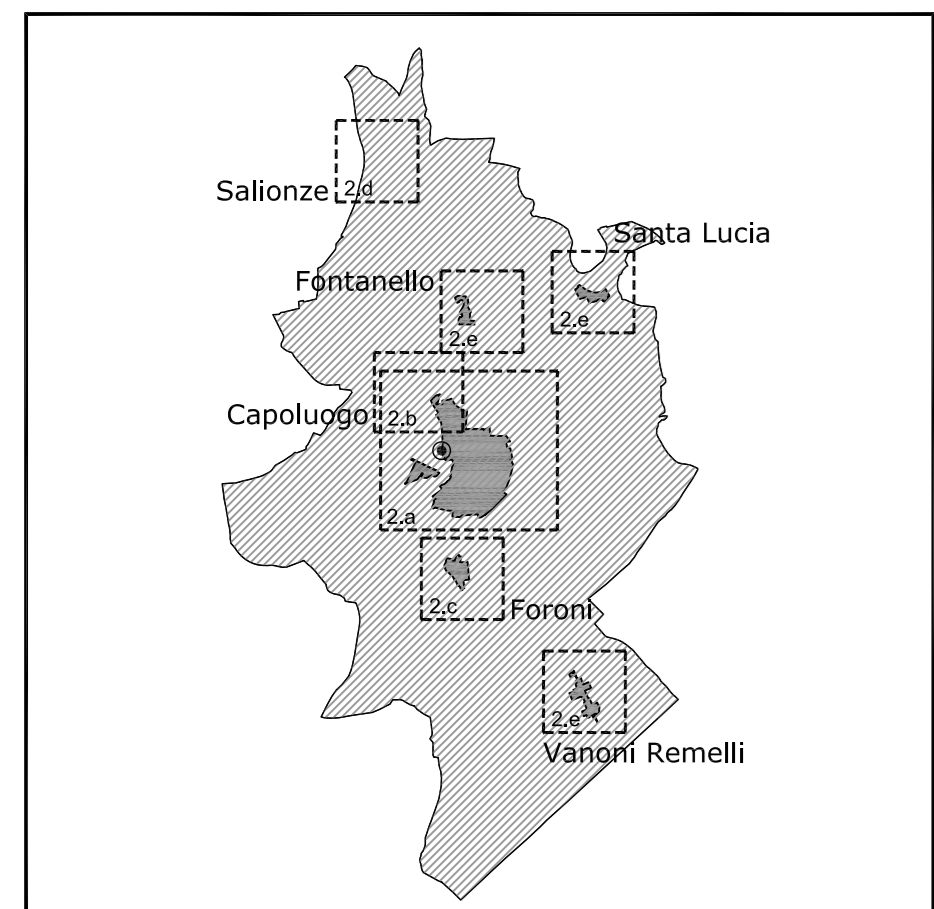 Salionze
2.d
Santa Lucia
Fontanello
2.e
2.e
Capoluogo
2.b
2.a
2.c
Foroni
2.e
Vanoni Remelli